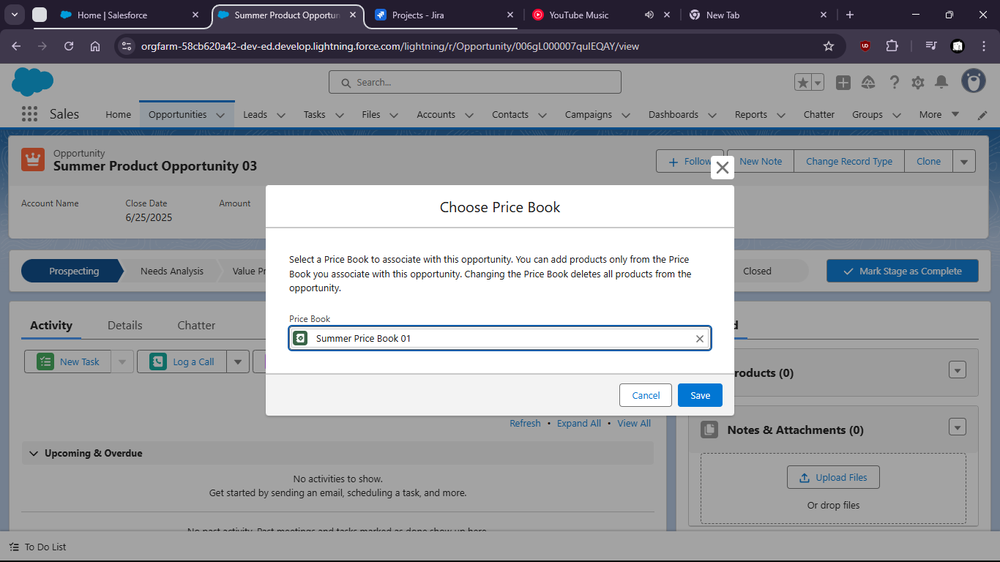 Home | Salesforce
Summer Product Opportun
Projects - Jira
YouTube Music
New Tab
orgfarm-58cb620a42-dev-ed.develop.lightning.force.com/lightning/r/Opportunity/006gL000007qulEQAY/view
UD
Search...
Sales
Home
Opportunities
Leads
Tasks
Files
Accounts
Contacts
Campaigns
Dashboards
Reports
Chatter
Groups
More
Opportunity
Summer Product Opportunity 03
Follow
New Note
Change Record Type
Clone
Account Name
Close Date
Amount
6/25/2025
Choose Price Book
Select a Price Book to associate with this opportunity. You can add products only from the Price
Book you associate with this opportunity. Changing the Price Book deletes all products from the
opportunity.
Price Book
Summer Price Book 01
Cancel
Save
Prospecting
Needs Analysis
Value Pr
Closed
Mark Stage as Complete
Activity
Details
Chatter
d
New Task
Log a Call
roducts (0)
Refresh • Expand All • View All
Notes & Attachments (0)
Upcoming & Overdue
No activities to show.
Get started by sending an email, scheduling a task, and more.
Upload Files
Or drop files
No past activity. Past meetings and tasks marked as done show up here.
To Do List